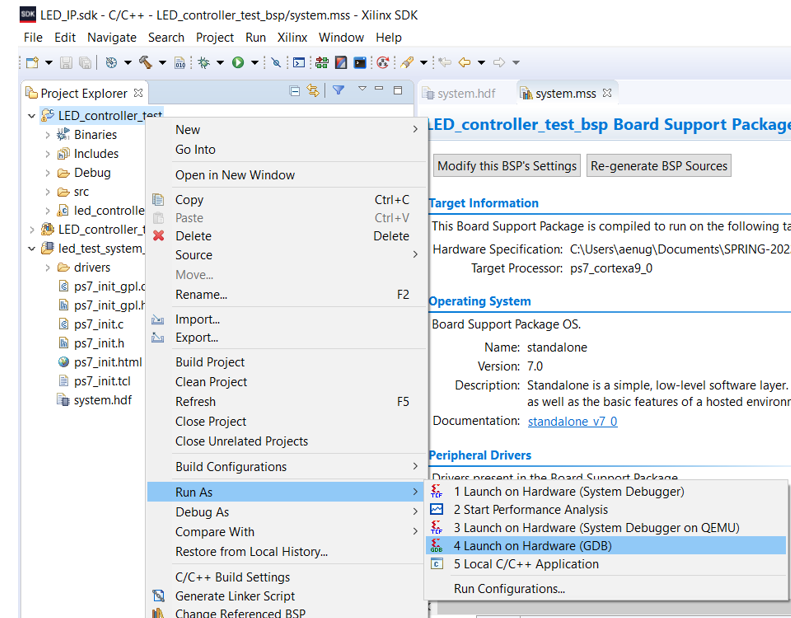 SDK LED_IP.sdk - C/C++ - LED_controller_test_bsp/system.mss - Xilinx SDK
File Edit Navigate Search Project Run Xilinx Window Help
Project Explorer
LED_controller_test
Binaries
Includes
Debug
src
led_controlle
LED_controller_t
led_test_system_
drivers
ps7_init_gpl.c
ps7_init_gpl.h
ps7_init.c
ps7_init.h
ps7_init.html
ps7_init.tcl
system.hdf
New
Go Into
Open in New Window
Copy Ctrl+C
Paste Ctrl+V
Delete Delete
Source
Move...
Rename... F2
Import...
Export...
Build Project
Clean Project
Refresh F5
Close Project
Close Unrelated Projects
Build Configurations
Run As
Debug As
Compare With
Restore from Local History...
C/C++ Build Settings
Generate Linker Script
Change Referenced BSP
1 Launch on Hardware (System Debugger)
2 Start Performance Analysis
3 Launch on Hardware (System Debugger on QEMU)
4 Launch on Hardware (GDB)
5 Local C/C++ Application
Run Configurations...
system.hdf system.mss
LED_controller_test_bsp Board Support Package
Modify this BSP's Settings Re-generate BSP Sources
Target Information
This Board Support Package is compiled to run on the following ta
Hardware Specification: C:\Users\aenug\Documents\SPRING-202
Target Processor: ps7_cortexa9_0
Operating System
Board Support Package OS.
Name: standalone
Version: 7.0
Description: Standalone is a simple, low-level software layer.
as well as the basic features of a hosted environ
Documentation: standalone_v7_0
Peripheral Drivers
Drivers present in the Board Support Package.